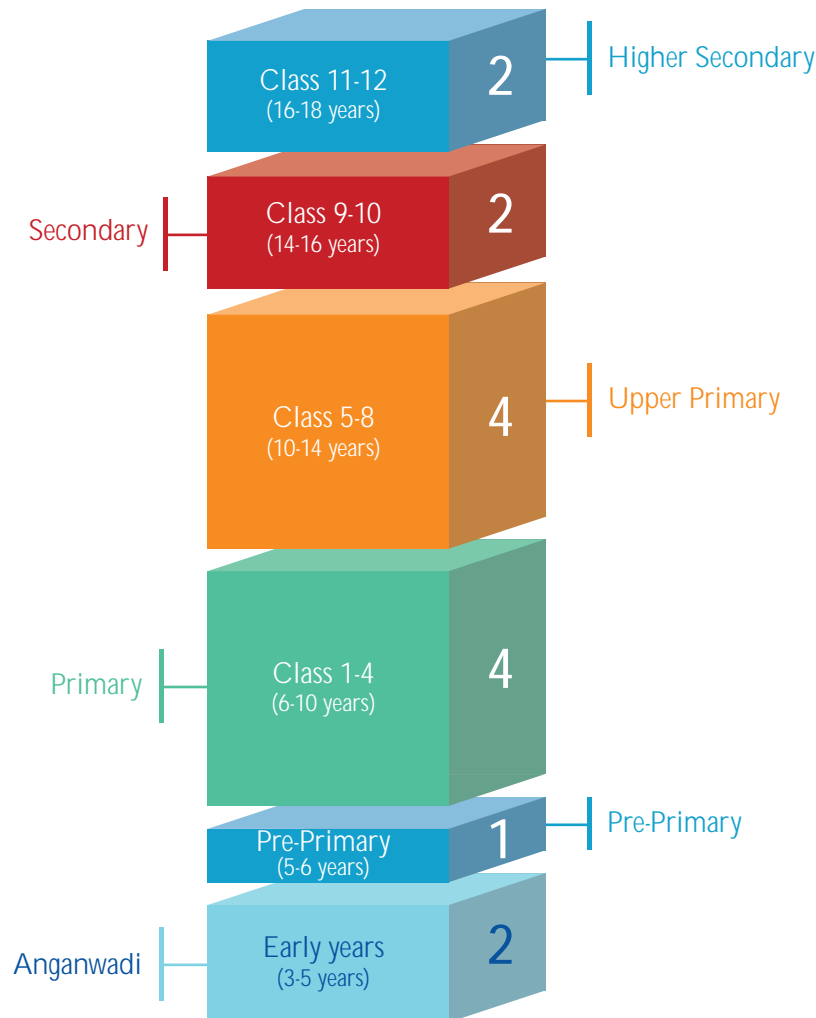 Class 11-12
(16-18 years)
2
Higher Secondary
Secondary
Class 9-10
(14-16 years)
2
Class 5-8
(10-14 years)
4
Upper Primary
Primary
Class 1-4
(6-10 years)
4
Pre-Primary
(5-6 years)
1
Pre-Primary
Anganwadi
Early years
(3-5 years)
2